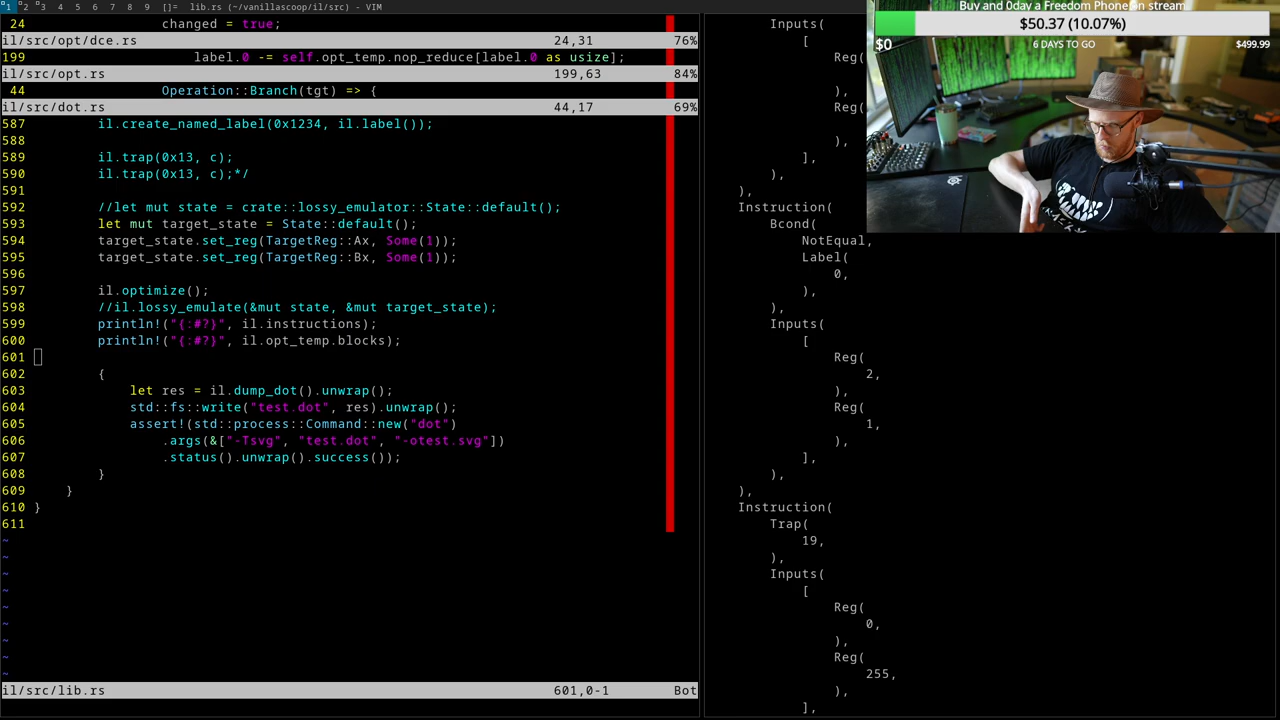 1 2 3 4 5 6 7 8 9 []= lib.rs (~/vanillascoop/il/src) - VIM
24 changed = true;
il/src/opt/dce.rs 24,31 76%
199 label.0 -= self.opt_temp.nop_reduce[label.0 as usize];
il/src/opt.rs 199,63 84%
44 Operation::Branch(tgt) => {
il/src/dot.rs 44,17 69%
587 il.create_named_label(0x1234, il.label());
588
589 il.trap(0x13, c);
590 il.trap(0x13, c);*/
591
592 //let mut state = crate::lossy_emulator::State::default();
593 let mut target_state = State::default();
594 target_state.set_reg(TargetReg::Ax, Some(1));
595 target_state.set_reg(TargetReg::Bx, Some(1));
596
597 il.optimize();
598 //il.lossy_emulate(&mut state, &mut target_state);
599 println!("{:#?}", il.instructions);
600 println!("{:#?}", il.opt_temp.blocks);
601
602 {
603 let res = il.dump_dot().unwrap();
604 std::fs::write("test.dot", res).unwrap();
605 assert!(std::process::Command::new("dot")
606 .args(&["-Tsvg", "test.dot", "-otest.svg"])
607 .status().unwrap().success());
608 }
609 }
610 }
611
~
~
~
~
~
~
~
~
~
il/src/lib.rs 601,0-1 Bot
Inputs(
[
Reg(
),
Reg(
),
],
),
),
Instruction(
Bcond(
NotEqual,
Label(
0,
),
),
Inputs(
[
Reg(
2,
),
Reg(
1,
),
],
),
),
Instruction(
Trap(
19,
),
Inputs(
[
Reg(
0,
),
Reg(
255,
),
],
Buy and 0day a Freedom Phone on stream
$50.37 (10.07%)
$0 6 DAYS TO GO $499.99